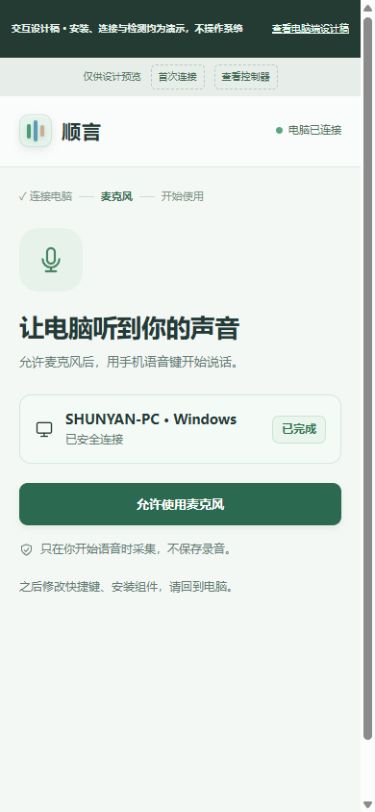 交互设计稿 • 安装、连接与检测均为演示，不操作系统 查看电脑端设计稿
仅供设计预览 首次连接 查看控制器
顺言 电脑已连接
✓ 连接电脑 — 麦克风 — 开始使用
让电脑听到你的声音
允许麦克风后，用手机语音键开始说话。
SHUNYAN-PC • Windows
已安全连接
已完成
允许使用麦克风
只在你开始语音时采集，不保存录音。
之后修改快捷键、安装组件，请回到电脑。